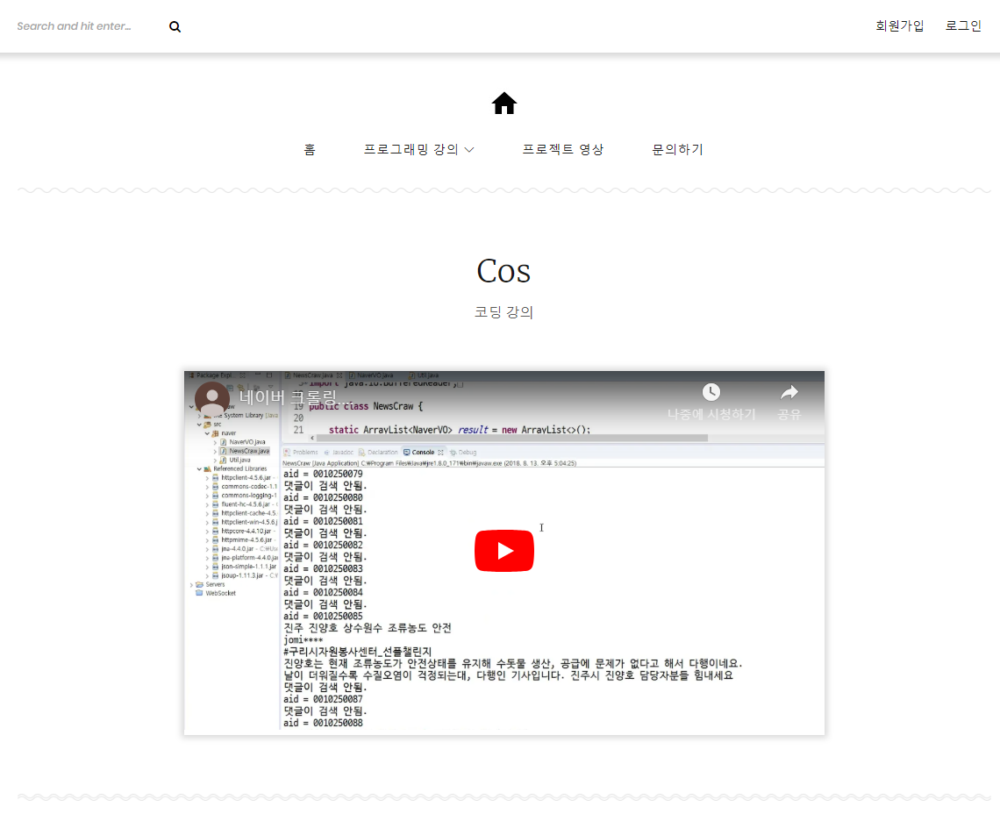 Search and hit enter...
회원가입 로그인
홈 프로그래밍 강의 프로젝트 영상 문의하기
Cos
코딩 강의
네이버 크롤링...
나중에 시청하기 공유
Package Expl...
NewsCraw.java NaverVO.java Util.java
import java.io.BufferedReader;
19 public class NewsCraw {
20
21 static ArrayList<NaverVO> result = new ArrayList<>();
System Library [Java
src
naver
NaverVO.java
NewsCraw.java
Util.java
Referenced Libraries
httpclient-4.5.6.jar -
commons-codec-1.1
commons-logging-1
fluent-hc-4.5.6.jar -
httpclient-cache-4.5.
httpclient-win-4.5.6.j
httpcore-4.4.10.jar -
httpmime-4.5.6.jar -
jna-4.4.0.jar - C:₩Use
jna-platform-4.4.0.jar
json-simple-1.1.1.jar
jsoup-1.11.3.jar - C:₩
Servers
WebSocket
Problems Javadoc Declaration Console Debug
NewsCraw [Java Application] C:₩Program Files₩Java₩jre1.8.0_171₩bin₩javaw.exe (2018. 8. 13. 오후 5:04:25)
aid = 0010250079
댓글이 검색 안됨.
aid = 0010250080
댓글이 검색 안됨.
aid = 0010250081
댓글이 검색 안됨.
aid = 0010250082
댓글이 검색 안됨.
aid = 0010250083
댓글이 검색 안됨.
aid = 0010250084
댓글이 검색 안됨.
aid = 0010250085
진주 진양호 상수원수 조류농도 안전
jomi****
#구리시자원봉사센터_선플챌린지
진양호는 현재 조류농도가 안전상태를 유지해 수돗물 생산, 공급에 문제가 없다고 해서 다행이네요.
날이 더워질수록 수질오염이 걱정되는대, 다행인 기사입니다. 진주시 진양호 담당자분들 힘내세요
댓글이 검색 안됨.
aid = 0010250087
댓글이 검색 안됨.
aid = 0010250088